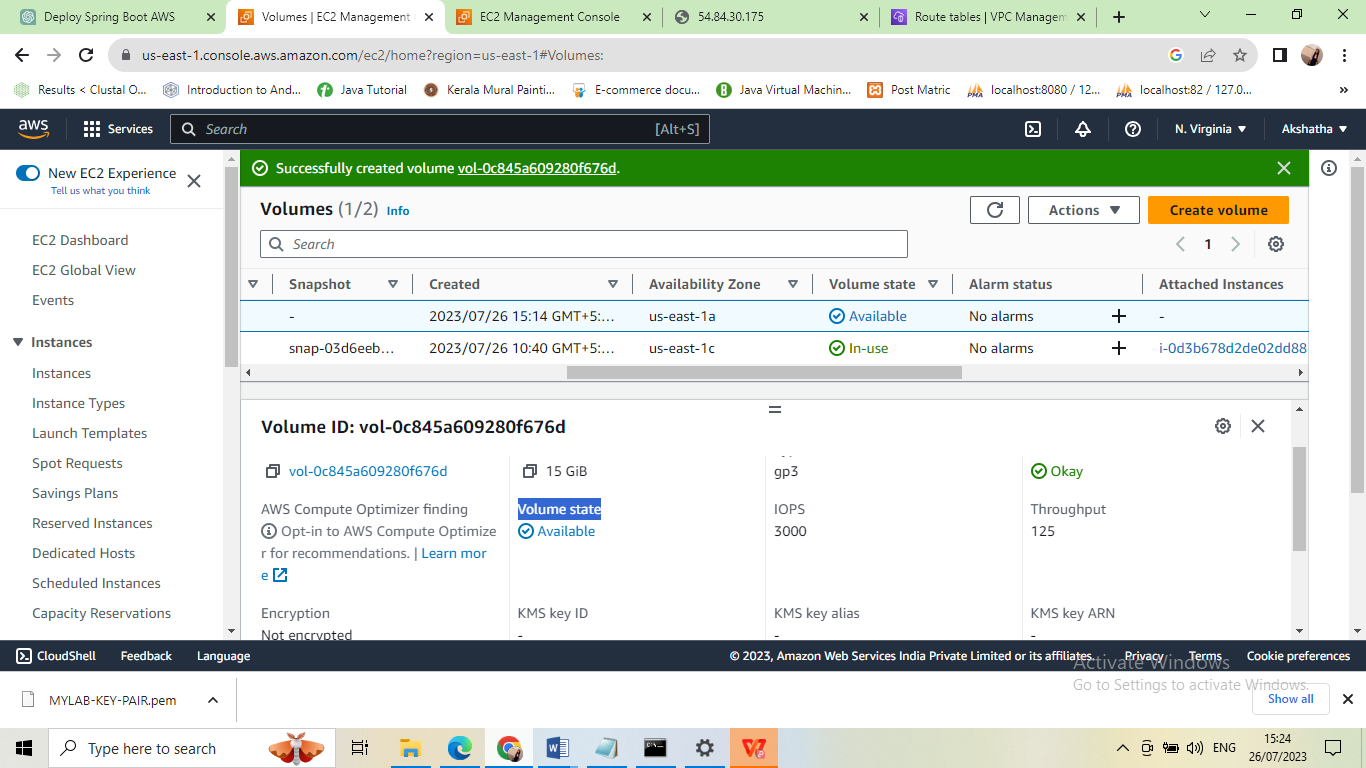 Deploy Spring Boot AWS
Volumes | EC2 Management
EC2 Management Console
54.84.30.175
Route tables | VPC Managem
us-east-1.console.aws.amazon.com/ec2/home?region=us-east-1#Volumes:
Results < Clustal O...
Introduction to And...
Java Tutorial
Kerala Mural Painti...
E-commerce docu...
Java Virtual Machin...
Post Matric
localhost:8080 / 12...
localhost:82 / 127.0...
»
aws
Services
Search
[Alt+S]
N. Virginia
Akshatha
New EC2 Experience
Tell us what you think
Successfully created volume vol-0c845a609280f676d.
Volumes (1/2) Info
Actions
Create volume
Search
1
EC2 Dashboard
EC2 Global View
Events
Instances
Instances
Instance Types
Launch Templates
Spot Requests
Savings Plans
Reserved Instances
Dedicated Hosts
Scheduled Instances
Capacity Reservations
Snapshot
Created
Availability Zone
Volume state
Alarm status
Attached Instances
-
2023/07/26 15:14 GMT+5:...
us-east-1a
Available
No alarms
-
snap-03d6eeb...
2023/07/26 10:40 GMT+5:...
us-east-1c
In-use
No alarms
i-0d3b678d2de02dd88
Volume ID: vol-0c845a609280f676d
vol-0c845a609280f676d
15 GiB
gp3
Okay
AWS Compute Optimizer finding
Opt-in to AWS Compute Optimize
r for recommendations. | Learn mor
e
Volume state
Available
IOPS
3000
Throughput
125
Encryption
Not encrypted
KMS key ID
-
KMS key alias
-
KMS key ARN
-
CloudShell
Feedback
Language
© 2023, Amazon Web Services India Private Limited or its affiliates.
Privacy
Terms
Cookie preferences
Activate Windows
Go to Settings to activate Windows.
MYLAB-KEY-PAIR.pem
Show all
Type here to search
ENG
15:24
26/07/2023